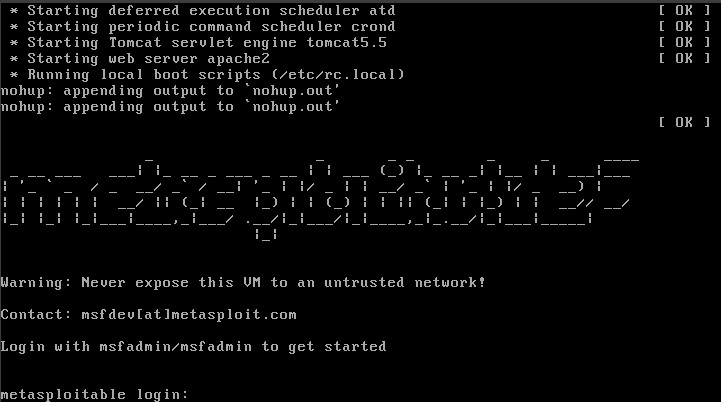 * Starting deferred execution scheduler atd [ OK ]
* Starting periodic command scheduler crond [ OK ]
* Starting Tomcat servlet engine tomcat5.5 [ OK ]
* Starting web server apache2 [ OK ]
* Running local boot scripts (/etc/rc.local)
nohup: appending output to `nohup.out'
nohup: appending output to `nohup.out'
[ OK ]
metasploitable2
Warning: Never expose this VM to an untrusted network!
Contact: msfdev[at]metasploit.com
Login with msfadmin/msfadmin to get started
metasploitable login: